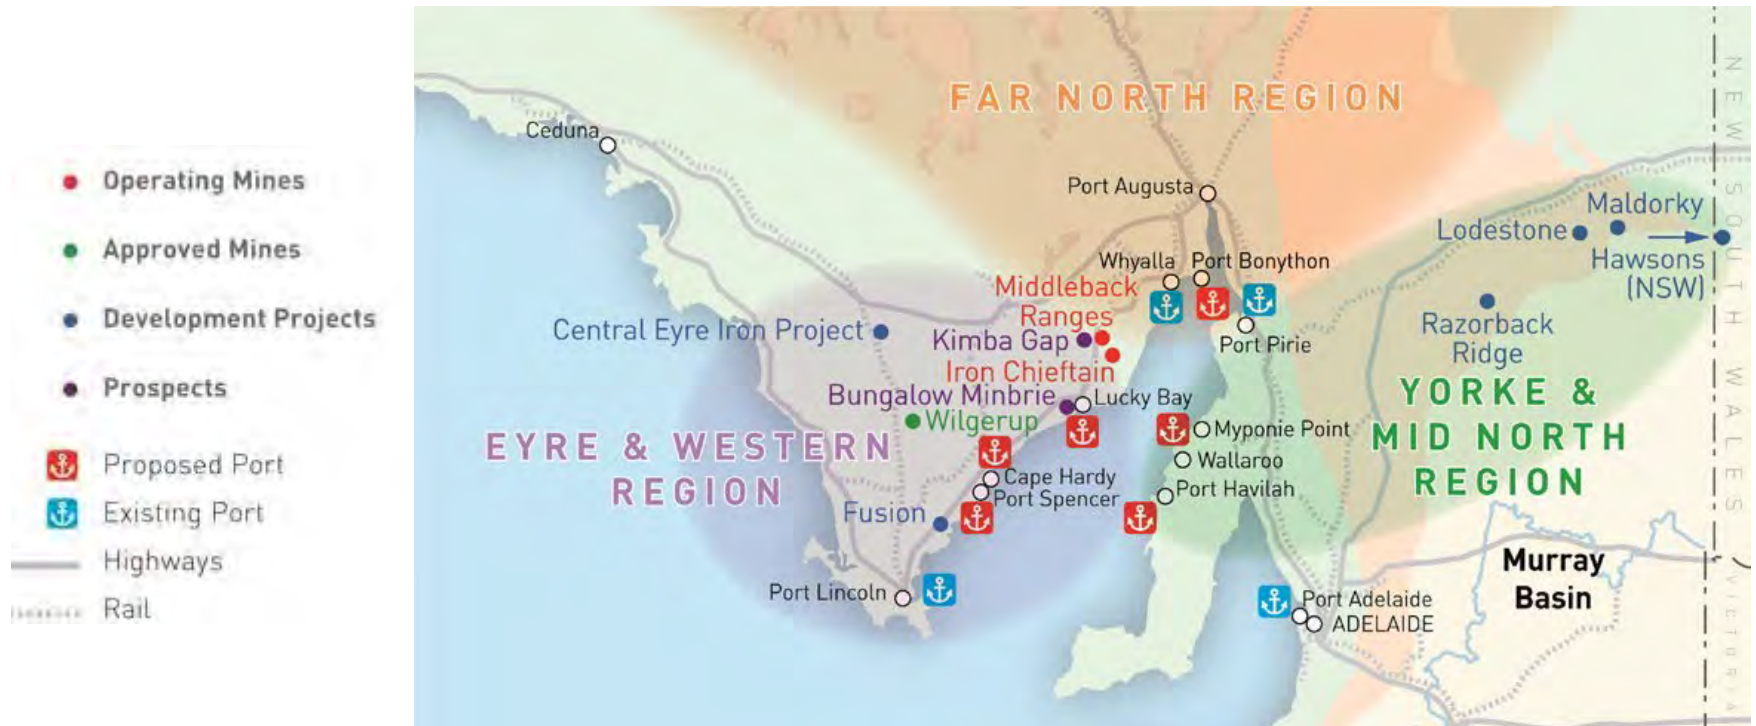 Operating Mines
Approved Mines
Development Projects
Prospects
Proposed Port
Existing Port
Highways
Rail
FAR NORTH REGION
Ceduna
Port Augusta
Whyalla
Port Bonython
Middleback
Ranges
Central Eyre Iron Project
Kimba Gap
Iron Chieftain
Port Pirie
Bungalow Minbrie
Lucky Bay
Wilgerup
EYRE & WESTERN
REGION
Myponie Point
Wallaroo
Cape Hardy
Port Spencer
Port Havilah
Fusion
Port Lincoln
Port Adelaide
ADELAIDE
Maldorky
Lodestone
Hawsons
(NSW)
Razorback
Ridge
YORKE &
MID NORTH
REGION
Murray
Basin
NEW SOUTH WALES
VICTORIA